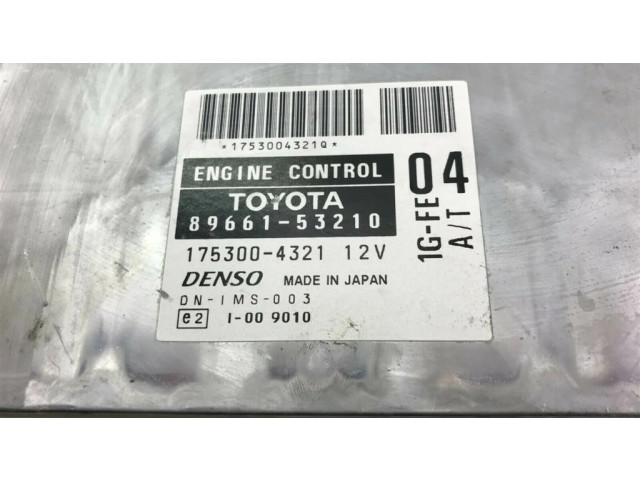 *1753004321Q*
ENGINE CONTROL
TOYOTA
89661-53210
175300-4321 12V
DENSO MADE IN JAPAN
DN-IMS-003
e2 I-00 9010
04
1G-FE
A/T